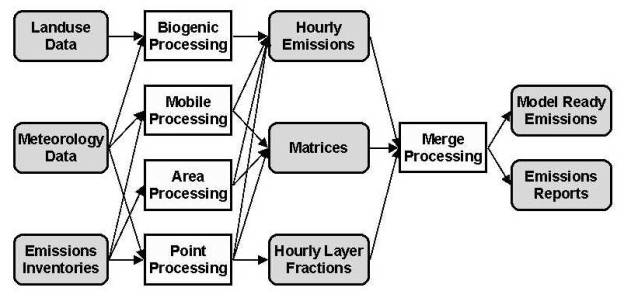 Landuse
Data
Biogenic
Processing
Hourly
Emissions
Meteorology
Data
Mobile
Processing
Area
Processing
Matrices
Merge
Processing
Model Ready
Emissions
Emissions
Reports
Emissions
Inventories
Point
Processing
Hourly Layer
Fractions